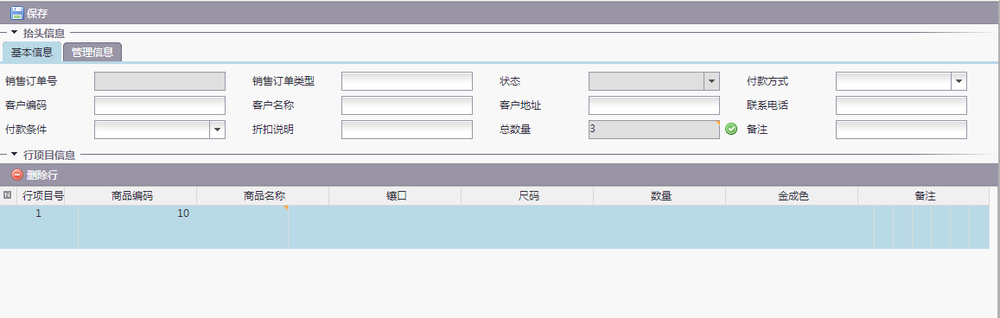 保存
抬头信息
基本信息 管理信息
销售订单号 销售订单类型 状态 付款方式
客户编码 客户名称 客户地址 联系电话
付款条件 折扣说明 总数量 3 备注
行项目信息
删除行
N 行项目号 商品编码 商品名称 镶口 尺码 数量 金成色 备注
1 10